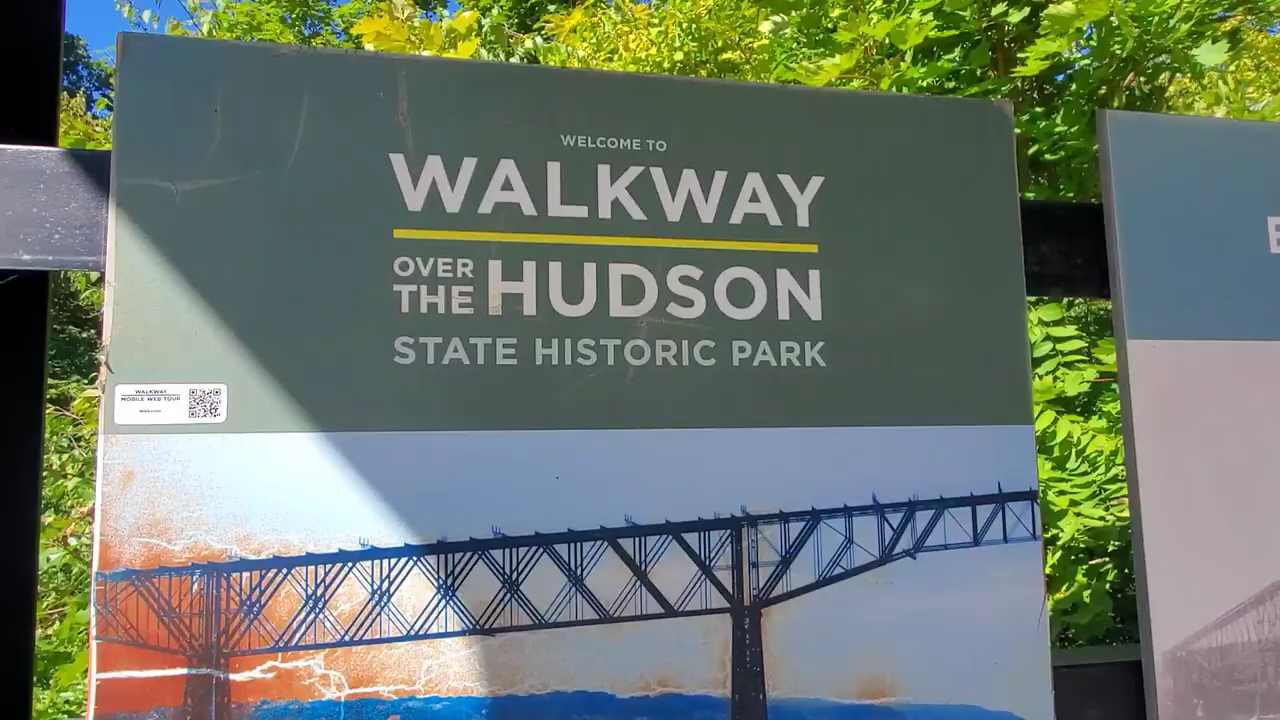 WELCOME TO
WALKWAY
OVER
THE HUDSON
STATE HISTORIC PARK
WALKWAY
MOBILE WEB TOUR